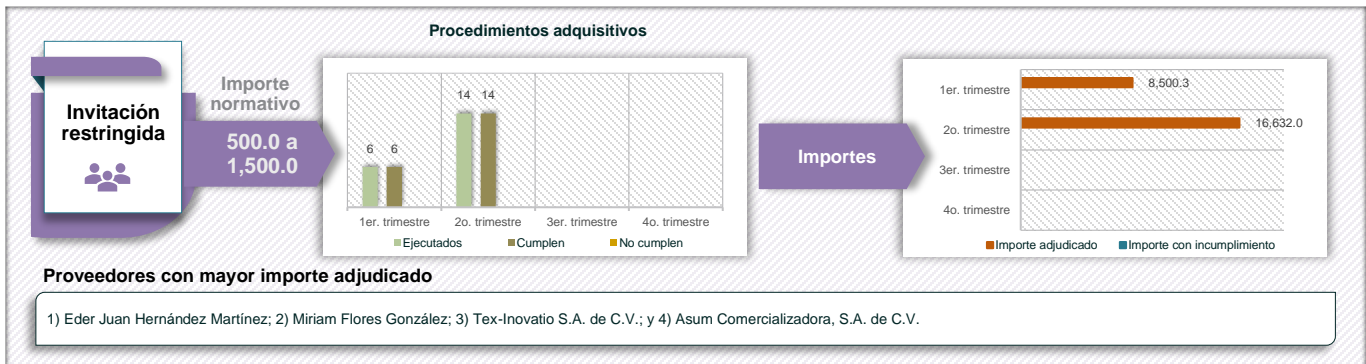 Procedimientos adquisitivos
Invitación
restringida
Importe
normativo
500.0 a
1,500.0
6 6
14 14
1er. trimestre 2o. trimestre 3er. trimestre 4o. trimestre
Ejecutados Cumplen No cumplen
Importes
1er. trimestre 8,500.3
2o. trimestre 16,632.0
3er. trimestre
4o. trimestre
Importe adjudicado Importe con incumplimiento
Proveedores con mayor importe adjudicado
1) Eder Juan Hernández Martínez; 2) Miriam Flores González; 3) Tex-Inovatio S.A. de C.V.; y 4) Asum Comercializadora, S.A. de C.V.